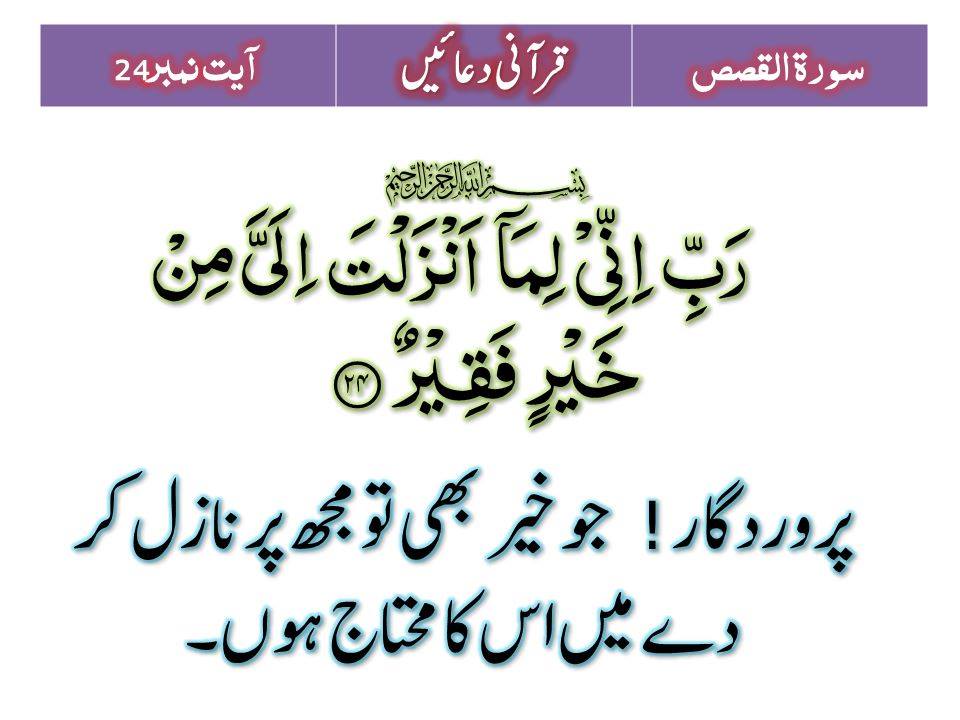 سورۃ القصص
قرآنی دعائیں
آیت نمبر24
بِسْمِ اللّٰهِ الرَّحْمٰنِ الرَّحِيْمِ
رَبِّ اِنِّیْ لِمَاۤ اَنْزَلْتَ اِلَیَّ مِنْ
خَیْرٍ فَقِیْرٌ ﴿۲۴﴾
پروردگار! جو خیر بھی تو مجھ پر نازل کر
دے میں اس کا محتاج ہوں۔